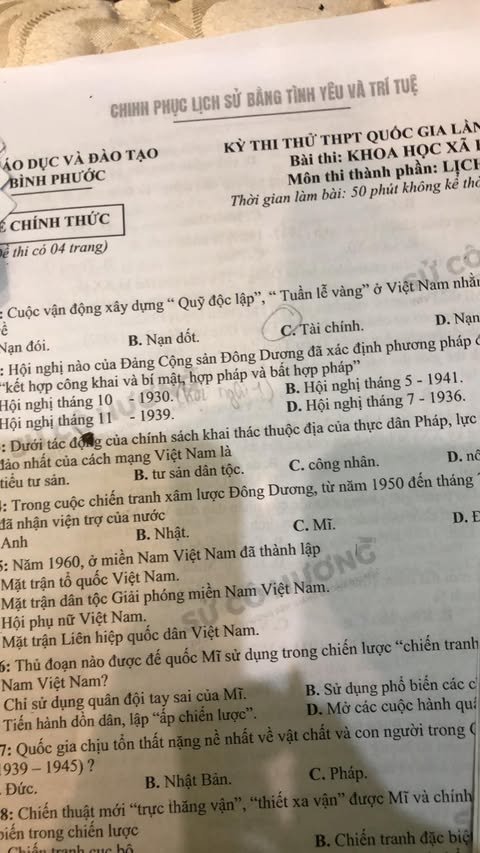 CHINH PHỤC LỊCH SỬ BẰNG TÌNH YÊU VÀ TRÍ TUỆ
KỲ THI THỬ THPT QUỐC GIA LẦN
ÁO DỤC VÀ ĐÀO TẠO
Bài thi: KHOA HỌC XÃ
BÌNH PHƯỚC
Môn thi thành phần: LỊCH
Thời gian làm bài: 50 phút không kể
Ề CHÍNH THỨC
thi có 04 trang)
: Cuộc vận động xây dựng “ Quỹ độc lập”, “ Tuần lễ vàng” ở Việt Nam nhằm
Nạn đói. B. Nạn dốt. C. Tài chính. D. Nạn
: Hội nghị nào của Đảng Cộng sản Đông Dương đã xác định phương pháp
“kết hợp công khai và bí mật, hợp pháp và bất hợp pháp”
Hội nghị tháng 10 - 1930. B. Hội nghị tháng 5 - 1941.
Hội nghị tháng 11 - 1939. D. Hội nghị tháng 7 - 1936.
: Dưới tác động của chính sách khai thác thuộc địa của thực dân Pháp, lực
đảo nhất của cách mạng Việt Nam là
tiểu tư sản. B. tư sản dân tộc. C. công nhân. D. nô
: Trong cuộc chiến tranh xâm lược Đông Dương, từ năm 1950 đến tháng
đã nhận viện trợ của nước
Anh B. Nhật. C. Mĩ. D.
5: Năm 1960, ở miền Nam Việt Nam đã thành lập
Mặt trận tổ quốc Việt Nam.
Mặt trận dân tộc Giải phóng miền Nam Việt Nam.
Hội phụ nữ Việt Nam.
Mặt trận Liên hiệp quốc dân Việt Nam.
6: Thủ đoạn nào được đế quốc Mĩ sử dụng trong chiến lược “chiến tranh
Nam Việt Nam?
Chỉ sử dụng quân đội tay sai của Mĩ. B. Sử dụng phổ biến các
Tiến hành dồn dân, lập “ấp chiến lược”. D. Mở các cuộc hành
7: Quốc gia chịu tổn thất nặng nề nhất về vật chất và con người trong
1939 – 1945) ?
Đức. B. Nhật Bản. C. Pháp.
8: Chiến thuật mới “trực thăng vận”, “thiết xa vận” được Mĩ và chính
biến trong chiến lược
Chiến tranh cục bộ B. Chiến tranh đặc biệt